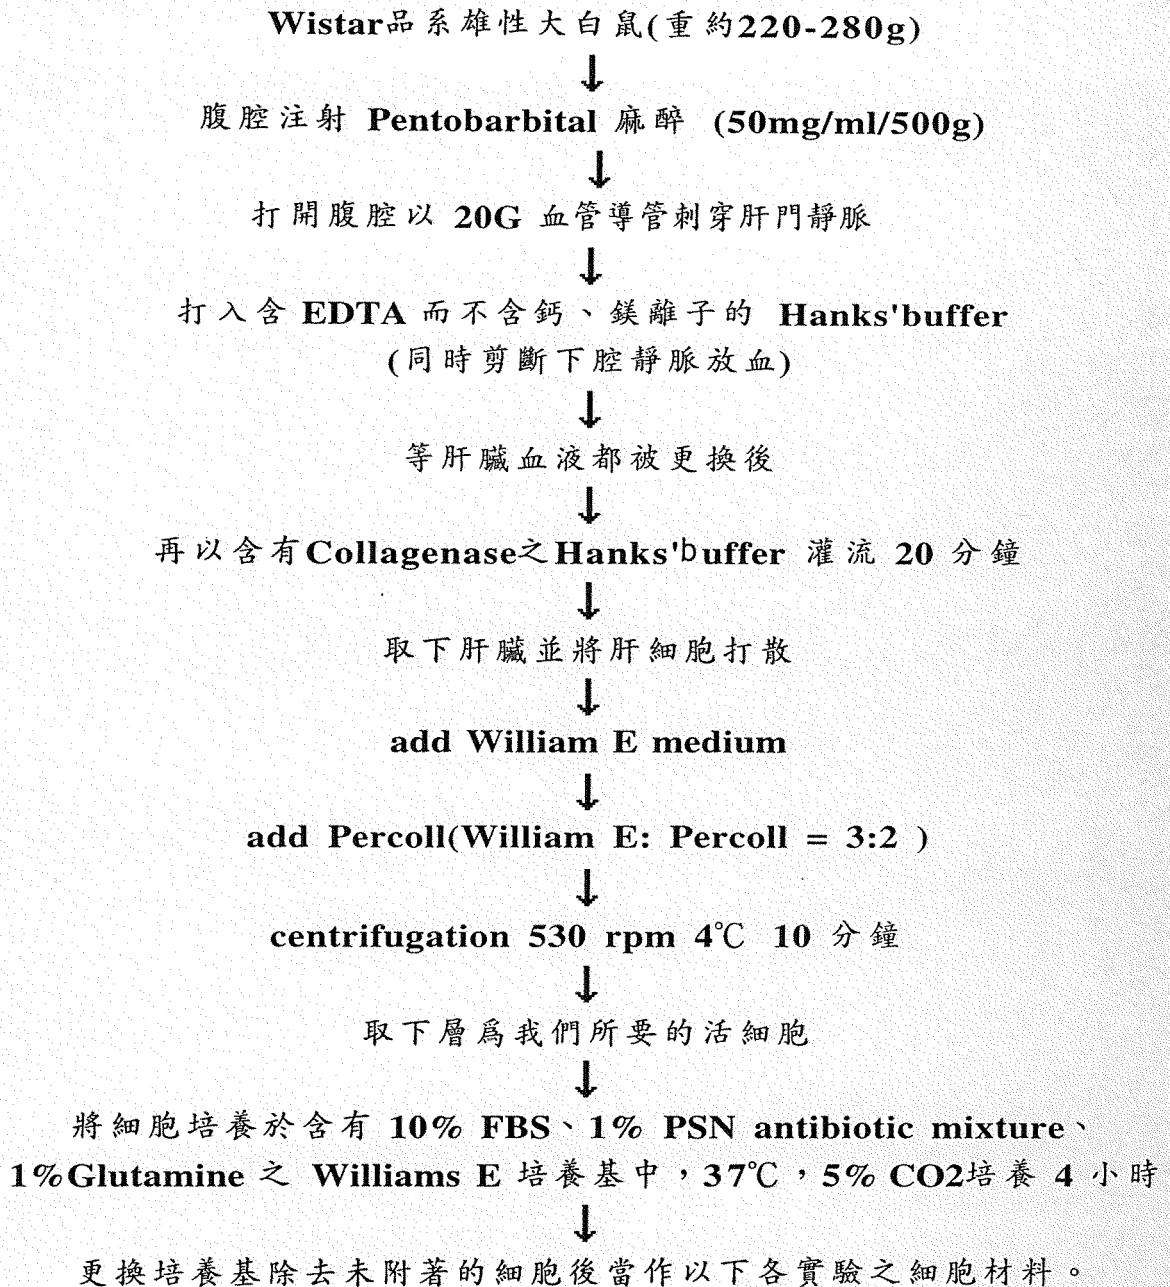 Wistar品系雄性大白鼠(重約220-280g)
↓
腹腔注射 Pentobarbital 麻醉 (50mg/ml/500g)
↓
打開腹腔以 20G 血管導管刺穿肝門靜脈
↓
打入含 EDTA 而不含鈣、鎂離子的 Hanks'buffer
(同時剪斷下腔靜脈放血)
↓
等肝臟血液都被更換後
↓
再以含有Collagenase之Hanks'buffer 灌流 20 分鐘
↓
取下肝臟並將肝細胞打散
↓
add William E medium
↓
add Percoll(William E: Percoll = 3:2 )
↓
centrifugation 530 rpm 4℃ 10 分鐘
↓
取下層為我們所要的活細胞
↓
將細胞培養於含有 10% FBS、1% PSN antibiotic mixture、
1%Glutamine 之 Williams E 培養基中，37℃，5% CO2培養 4 小時
↓
更換培養基除去未附著的細胞後當作以下各實驗之細胞材料。